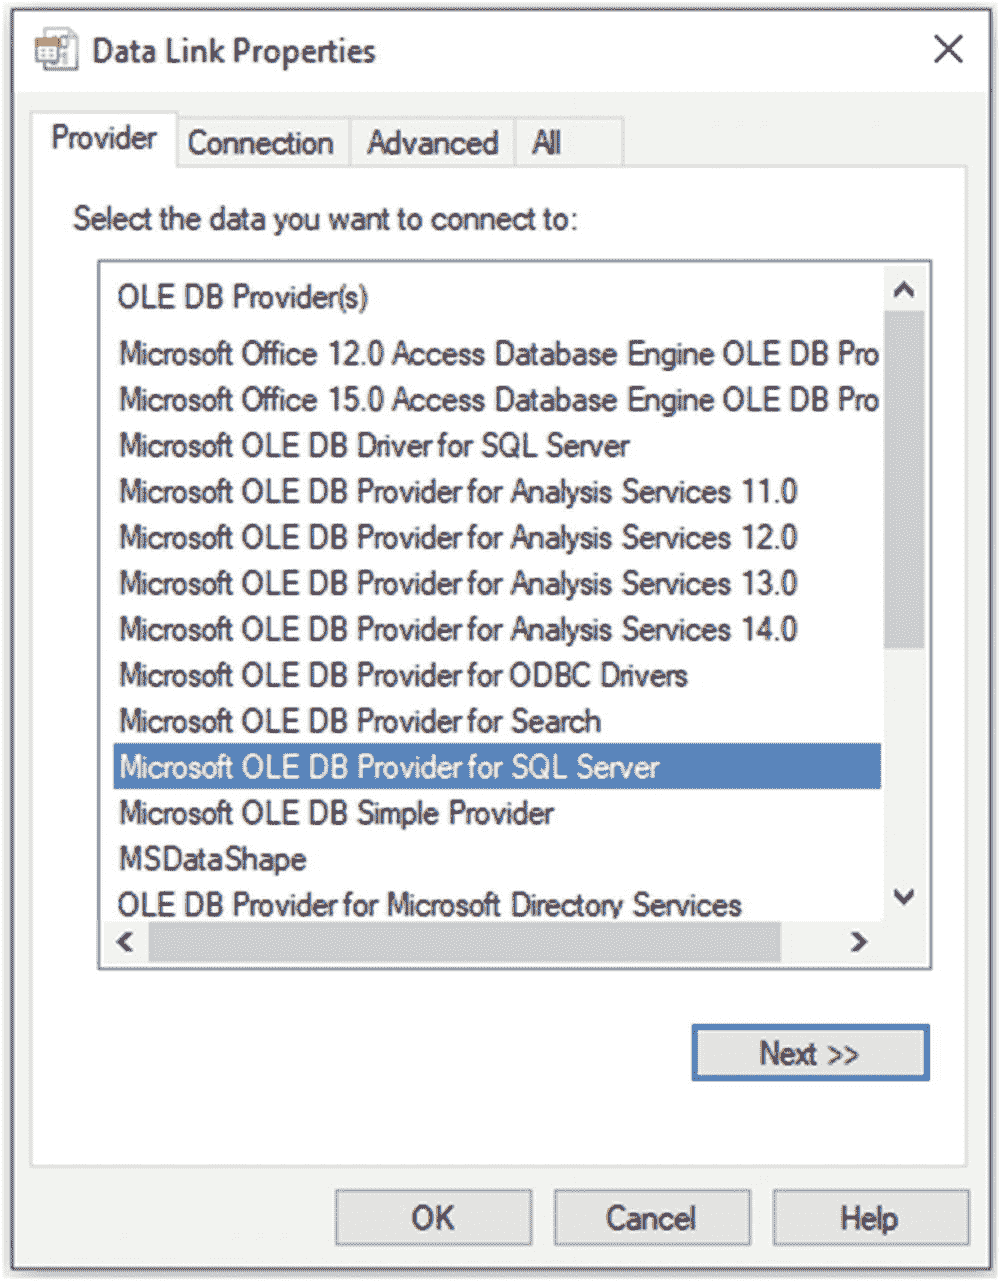 Data Link Properties
Provider Connection Advanced All
Select the data you want to connect to:
OLE DB Provider(s)
Microsoft Office 12.0 Access Database Engine OLE DB Pro
Microsoft Office 15.0 Access Database Engine OLE DB Pro
Microsoft OLE DB Driver for SQL Server
Microsoft OLE DB Provider for Analysis Services 11.0
Microsoft OLE DB Provider for Analysis Services 12.0
Microsoft OLE DB Provider for Analysis Services 13.0
Microsoft OLE DB Provider for Analysis Services 14.0
Microsoft OLE DB Provider for ODBC Drivers
Microsoft OLE DB Provider for Search
Microsoft OLE DB Provider for SQL Server
Microsoft OLE DB Simple Provider
MSDataShape
OLE DB Provider for Microsoft Directory Services
Next >>
OK Cancel Help